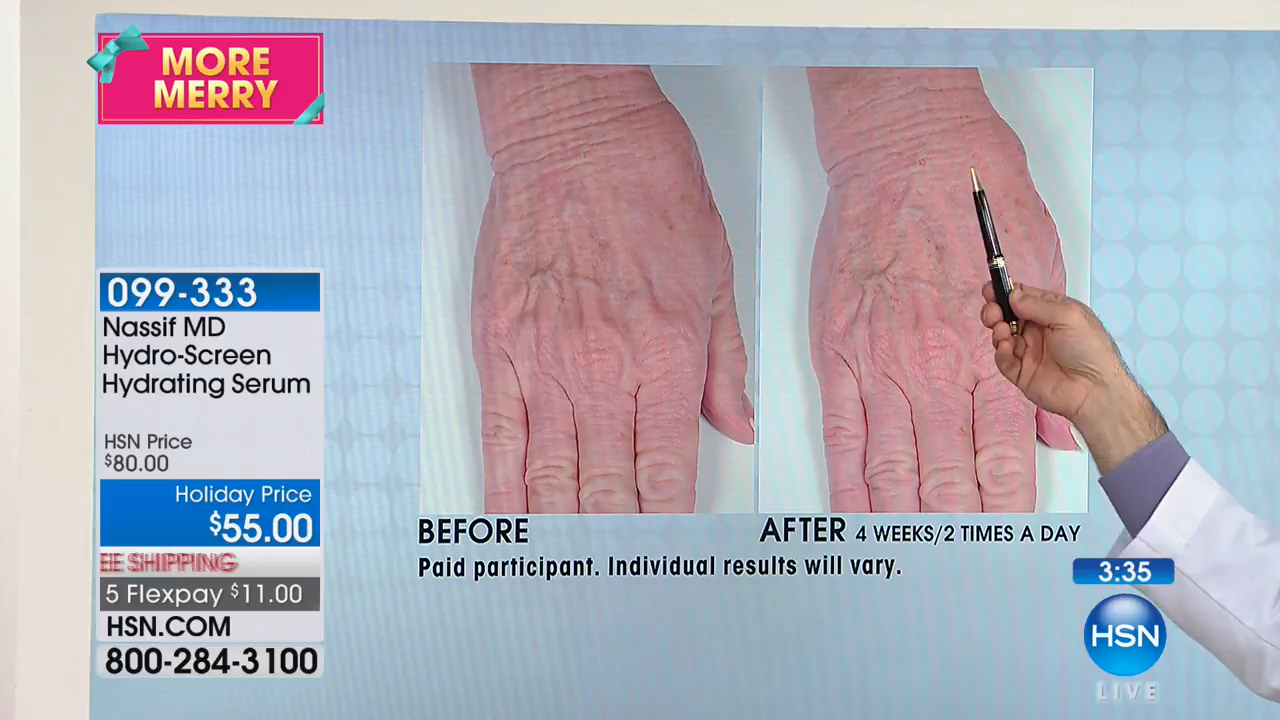 MORE
MERRY
099-333
Nassif MD
Hydro-Screen
Hydrating Serum
HSN Price
$80.00
Holiday Price
$55.00
EE SHIPPING
5 Flexpay $11.00
HSN.COM
800-284-3100
BEFORE
AFTER 4 WEEKS/2 TIMES A DAY
Paid participant. Individual results will vary.
3:35
HSN
LIVE